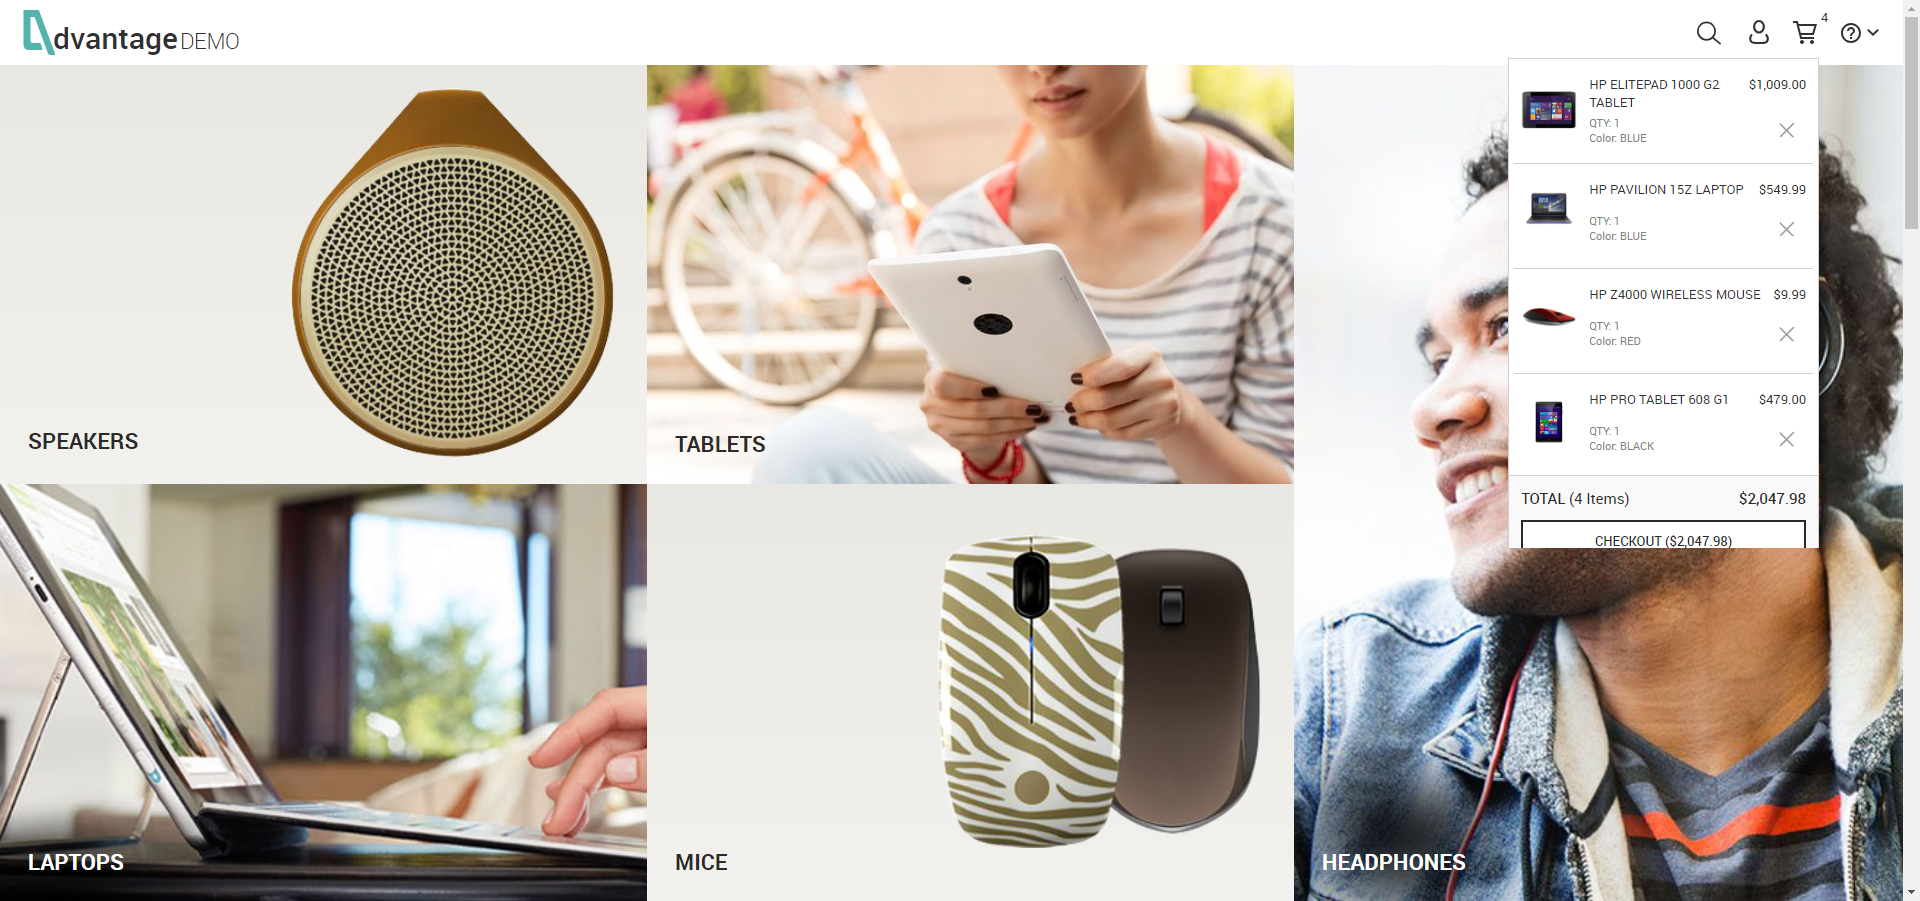 dvantage DEMO
4
HP ELITEPAD 1000 G2 TABLET $1,009.00
QTY: 1
Color: BLUE
HP PAVILION 15Z LAPTOP $549.99
QTY: 1
Color: BLUE
HP Z4000 WIRELESS MOUSE $9.99
QTY: 1
Color: RED
HP PRO TABLET 608 G1 $479.00
QTY: 1
Color: BLACK
TOTAL (4 Items) $2,047.98
CHECKOUT ($2,047.98)
SPEAKERS
TABLETS
LAPTOPS
MICE
HEADPHONES